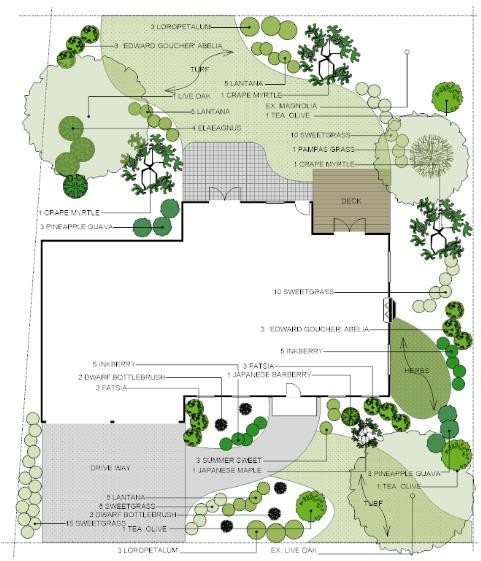 3 LOROPETALUM
3 'EDWARD GOUCHER' ABELIA
TURF
5 LANTANA
1 LIVE OAK
1 CRAPE MYRTLE
EX. MAGNOLIA
6 LANTANA
1 TEA OLIVE
4 ELAEAGNUS
10 SWEETGRASS
1 PAMPAS GRASS
1 CRAPE MYRTLE
DECK
1 CRAPE MYRTLE
3 PINEAPPLE GUAVA
10 SWEETGRASS
3 'EDWARD GOUCHER' ABELIA
5 INKBERRY
5 INKBERRY
3 FATSIA
HERBS
2 DWARF BOTTLEBRUSH
1 JAPANESE BARBERRY
3 FATSIA
DRIVE WAY
3 SUMMER SWEET
1 JAPANESE MAPLE
3 PINEAPPLE GUAVA
1 TEA OLIVE
5 LANTANA
5 SWEETGRASS
TURF
3 DWARF BOTTLEBRUSH
15 SWEETGRASS
1 TEA OLIVE
3 LOROPETALUM
EX. LIVE OAK